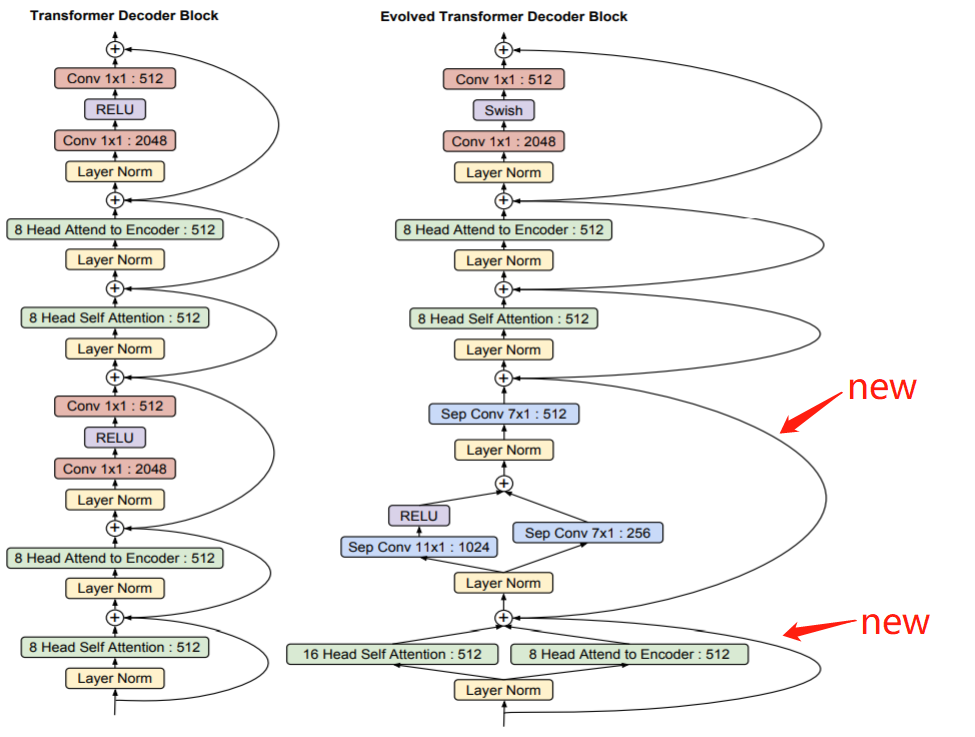 Transformer Decoder Block
Conv 1x1 : 512
RELU
Conv 1x1 : 2048
Layer Norm
8 Head Attend to Encoder : 512
Layer Norm
8 Head Self Attention : 512
Layer Norm
Conv 1x1 : 512
RELU
Conv 1x1 : 2048
Layer Norm
8 Head Attend to Encoder : 512
Layer Norm
8 Head Self Attention : 512
Layer Norm
Evolved Transformer Decoder Block
Conv 1x1 : 512
Swish
Conv 1x1 : 2048
Layer Norm
8 Head Attend to Encoder : 512
Layer Norm
8 Head Self Attention : 512
Layer Norm
new
Sep Conv 7x1 : 512
Layer Norm
RELU
Sep Conv 11x1 : 1024
Sep Conv 7x1 : 256
Layer Norm
new
16 Head Self Attention : 512
8 Head Attend to Encoder : 512
Layer Norm